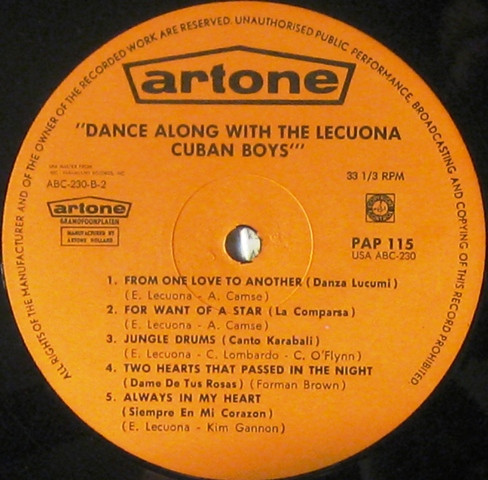 ALL RIGHTS OF THE MANUFACTURER AND OF THE OWNER OF THE RECORDED WORK ARE RESERVED. UNAUTHORISED PUBLIC PERFORMANCE, BROADCASTING AND COPYING OF THIS RECORD PROHIBITED.
artone
"DANCE ALONG WITH THE LECUONA
CUBAN BOYS"'
ABC-230-B-2
33 1/3 RPM
artone
GRAMOFOONPLATEN
MANUFACTURED BY
ARTONE HOLLAND
PAP 115
USA ABC-230
1. FROM ONE LOVE TO ANOTHER (Danza Lucumi)
(E. Lecuona - A. Camse)
2. FOR WANT OF A STAR (La Comparsa)
(E. Lecuona - A. Camse)
3. JUNGLE DRUMS (Canto Karabali)
(E. Lecuona - C. Lombardo - C. O'Flynn)
4. TWO HEARTS THAT PASSED IN THE NIGHT
(Dame De Tus Rosas) (Forman Brown)
5. ALWAYS IN MY HEART
(Siempre En Mi Corazon)
(E. Lecuona - Kim Gannon)